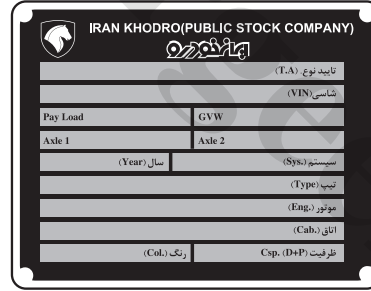 IRAN KHODRO(PUBLIC STOCK COMPANY)
ایران‌خودرو
تایید نوع. (T.A)
شاسی(VIN)
Pay Load GVW
Axle 1 Axle 2
سیستم (Sys.) سال (Year)
تیپ (Type)
موتور (Eng.)
اتاق (Cab.)
ظرفیت Csp. (D+P) رنگ (Col.)